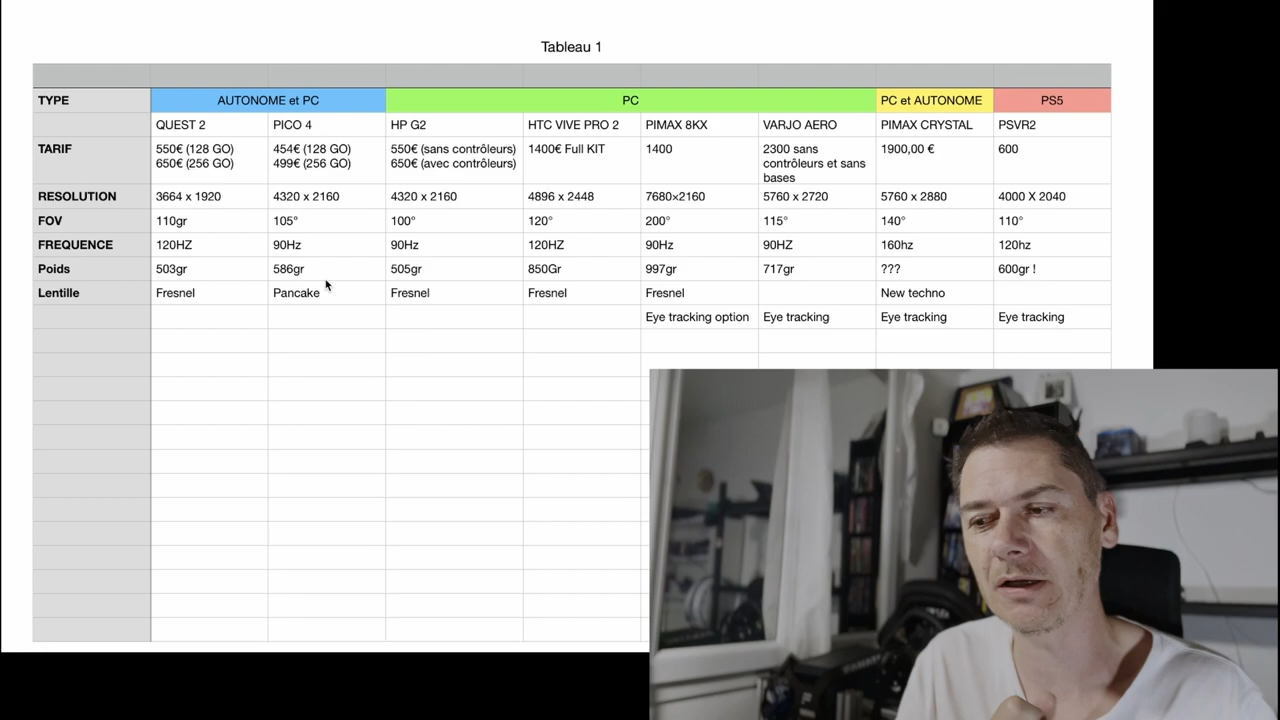 Tableau 1
TYPE AUTONOME et PC PC PC et AUTONOME PS5
QUEST 2 PICO 4 HP G2 HTC VIVE PRO 2 PIMAX 8KX VARJO AERO PIMAX CRYSTAL PSVR2
TARIF 550€ (128 GO) 454€ (128 GO) 550€ (sans contrôleurs) 1400€ Full KIT 1400 2300 sans 1900,00 € 600
650€ (256 GO) 499€ (256 GO) 650€ (avec contrôleurs) contrôleurs et sans
bases
RESOLUTION 3664 x 1920 4320 x 2160 4320 x 2160 4896 x 2448 7680×2160 5760 x 2720 5760 x 2880 4000 X 2040
FOV 110gr 105° 100° 120° 200° 115° 140° 110°
FREQUENCE 120HZ 90Hz 90Hz 120HZ 90Hz 90HZ 160hz 120hz
Poids 503gr 586gr 505gr 850Gr 997gr 717gr ??? 600gr !
Lentille Fresnel Pancake Fresnel Fresnel Fresnel New techno
Eye tracking option Eye tracking Eye tracking Eye tracking